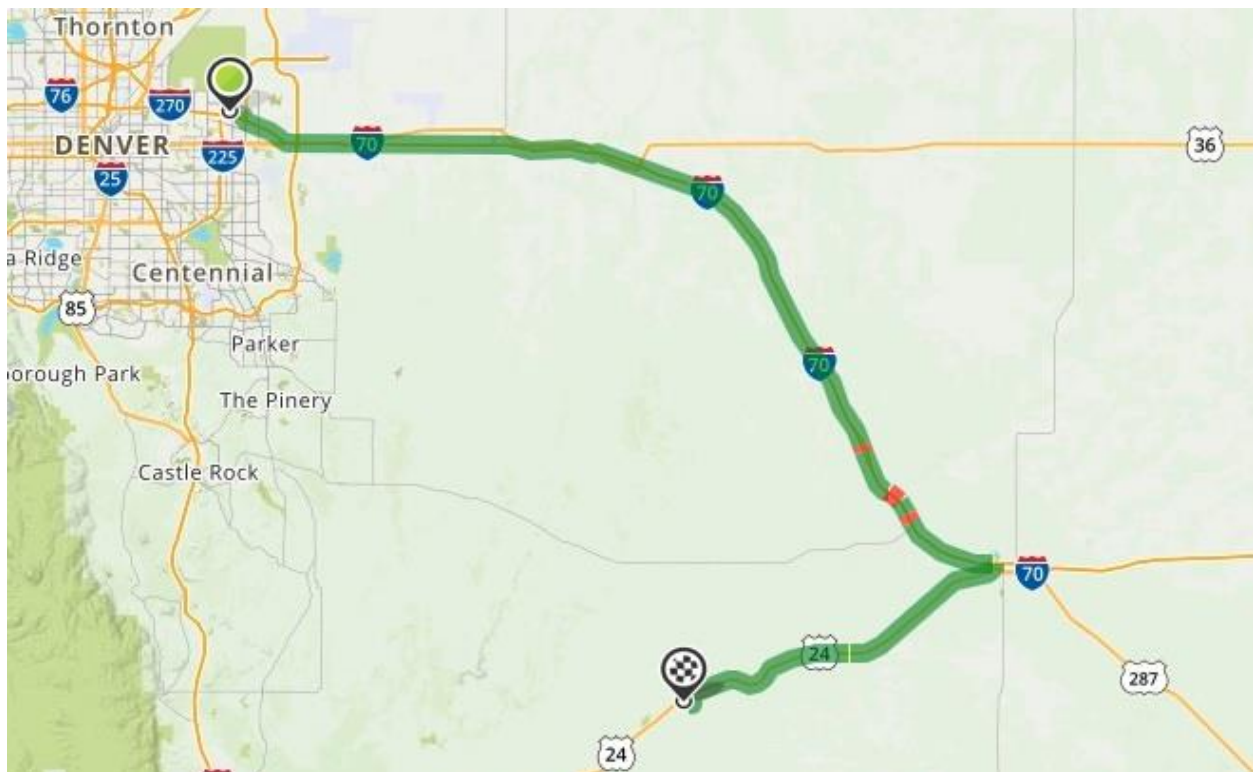 Thornton
76
270
DENVER
70
36
225
25
70
a Ridge
Centennial
85
Parker
70
orough Park
The Pinery
Castle Rock
70
24
287
24